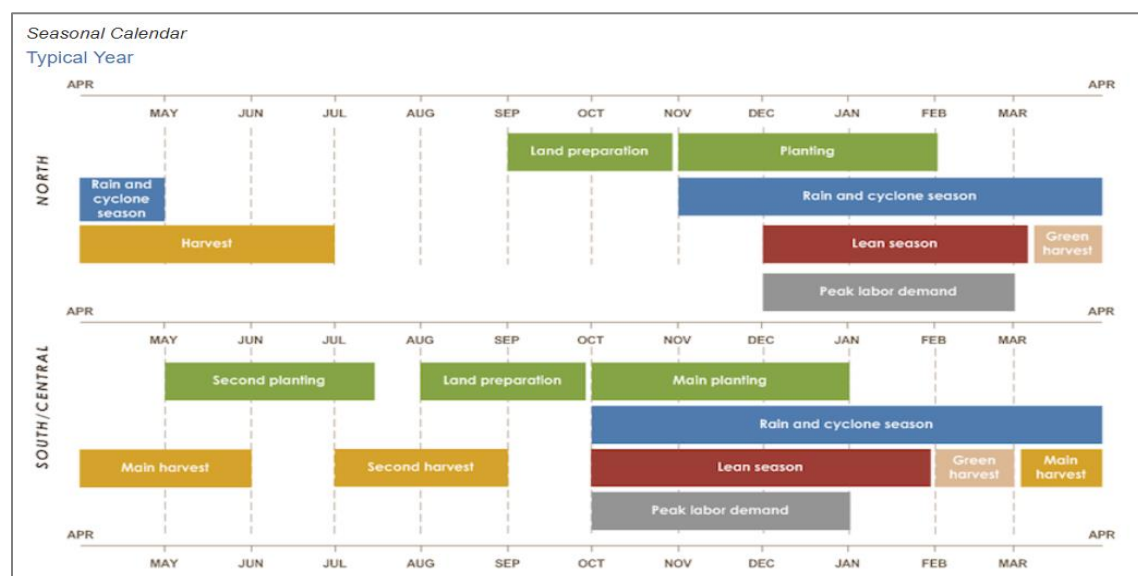 Seasonal Calendar
Typical Year
APR APR
MAY JUN JUL AUG SEP OCT NOV DEC JAN FEB MAR
NORTH
Land preparation Planting
Rain and
cyclone
season
Rain and cyclone season
Harvest Lean season
Green
harvest
Peak labor demand
APR APR
MAY JUN JUL AUG SEP OCT NOV DEC JAN FEB MAR
SOUTH/CENTRAL
Second planting Land preparation Main planting
Rain and cyclone season
Main harvest Second harvest Lean season
Green
harvest
Main
harvest
Peak labor demand
APR APR
MAY JUN JUL AUG SEP OCT NOV DEC JAN FEB MAR